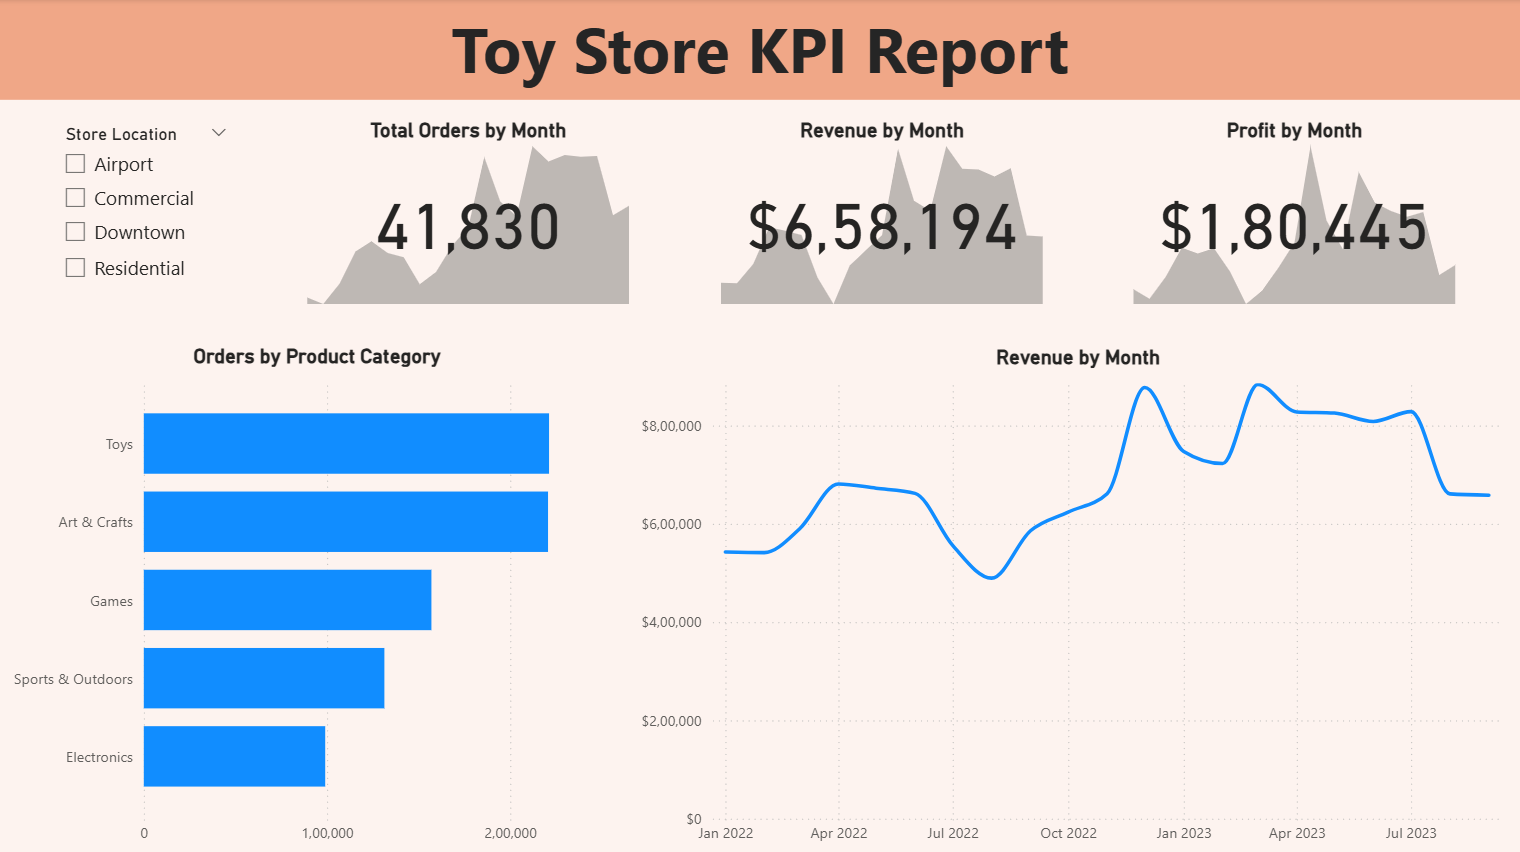 Toy Store KPI Report
Store Location
Airport
Commercial
Downtown
Residential
Total Orders by Month
41,830
Revenue by Month
$6,58,194
Profit by Month
$1,80,445
Orders by Product Category
Toys
Art & Crafts
Games
Sports & Outdoors
Electronics
0 1,00,000 2,00,000
Revenue by Month
$8,00,000
$6,00,000
$4,00,000
$2,00,000
$0
Jan 2022 Apr 2022 Jul 2022 Oct 2022 Jan 2023 Apr 2023 Jul 2023